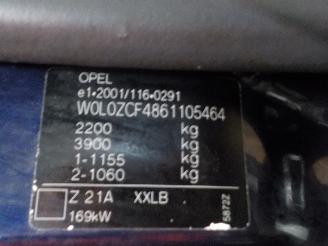 OPEL
e1*2001/116*0291
W0L0ZCF4861105464
2200 kg
3900 kg
1-1155 kg
2-1060 kg
Z 21A XXLB
169kW
5872Z